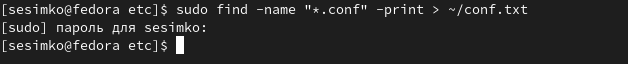 [sesimko@fedora etc]$ sudo find -name "*.conf" -print > ~/conf.txt
[sudo] пароль для sesimko:
[sesimko@fedora etc]$